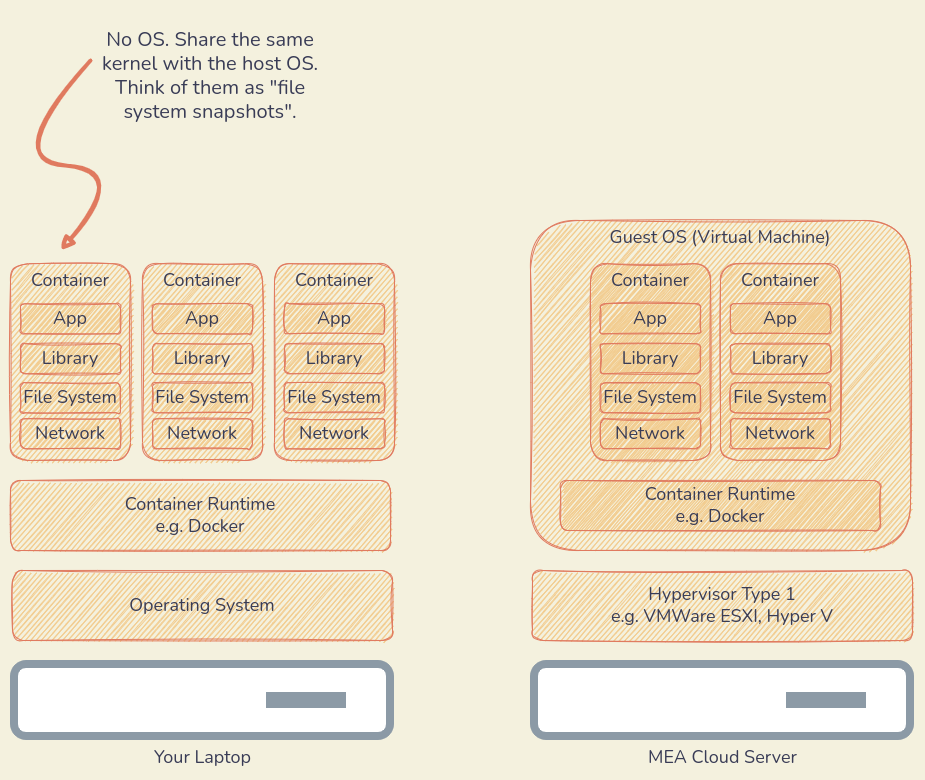 No OS. Share the same
kernel with the host OS.
Think of them as "file
system snapshots".
Container
App
Library
File System
Network
Container
App
Library
File System
Network
Container
App
Library
File System
Network
Container Runtime
e.g. Docker
Operating System
Your Laptop
Guest OS (Virtual Machine)
Container
App
Library
File System
Network
Container
App
Library
File System
Network
Container Runtime
e.g. Docker
Hypervisor Type 1
e.g. VMWare ESXI, Hyper V
MEA Cloud Server